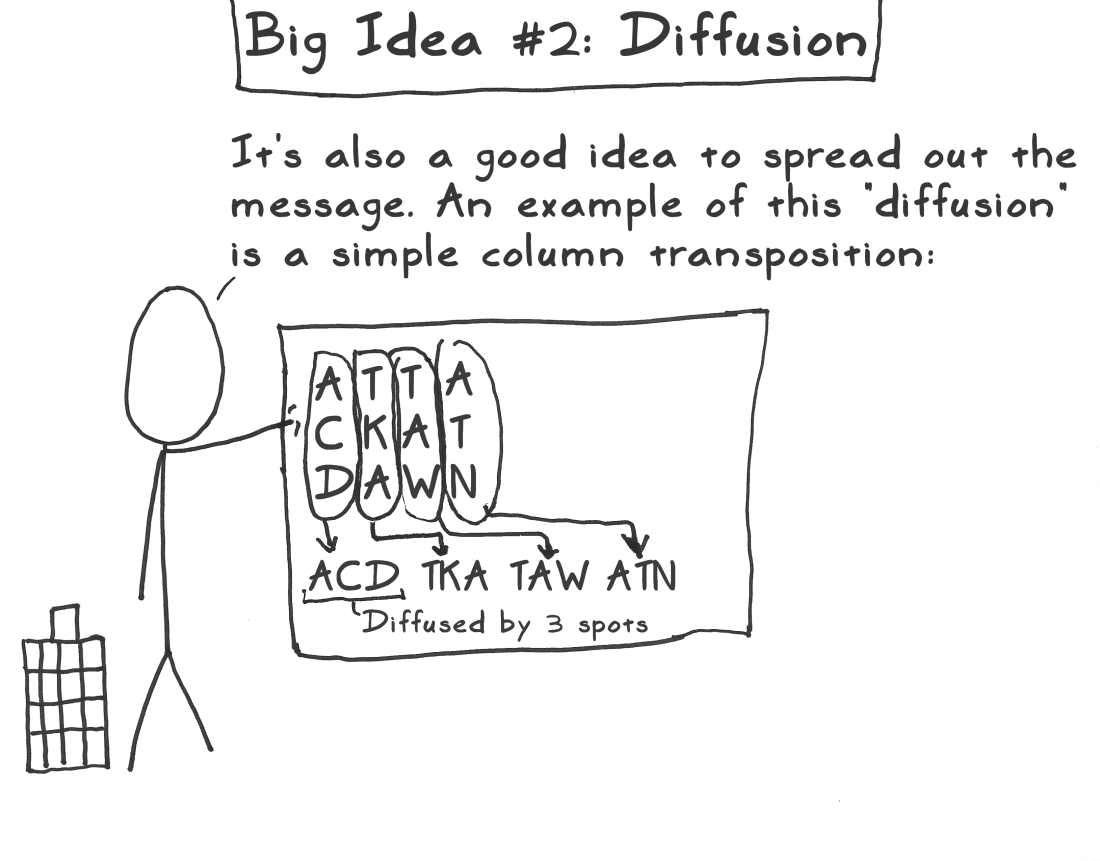 Big Idea #2: Diffusion
It's also a good idea to spread out the
message. An example of this "diffusion"
is a simple column transposition:
A T T A
C K A T
D A W N
ACD TKA TAW ATN
Diffused by 3 spots